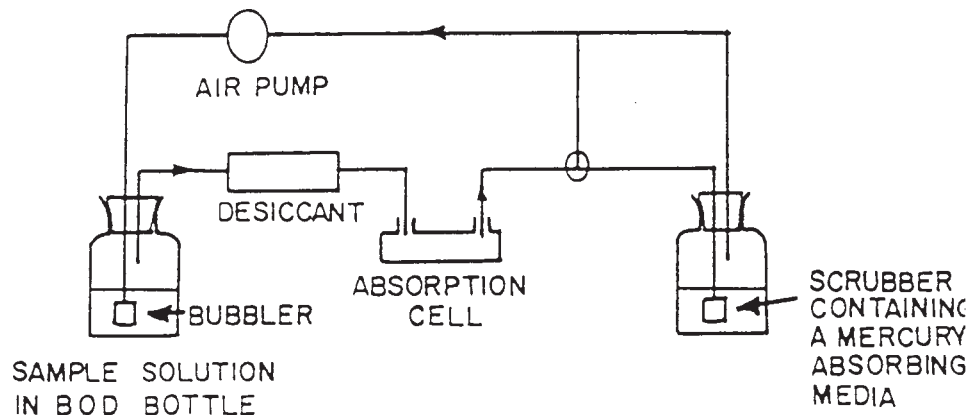 AIR PUMP
DESICCANT
ABSORPTION
CELL
BUBBLER
SAMPLE SOLUTION
IN BOD BOTTLE
SCRUBBER
CONTAINING
A MERCURY
ABSORBING
MEDIA